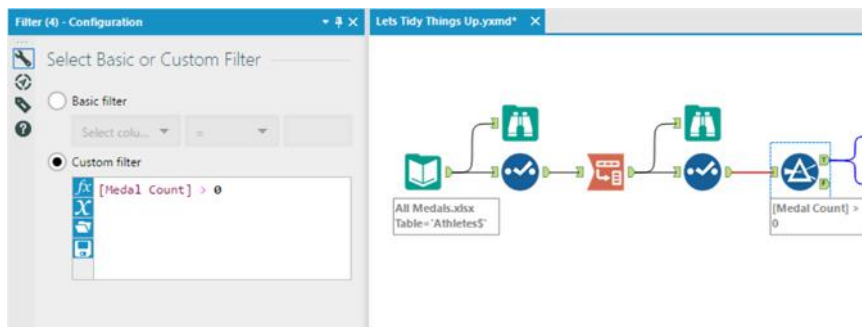 Filter (4) - Configuration
Select Basic or Custom Filter
Basic filter
Select colu...
=
Custom filter
[Medal Count] > 0
Lets Tidy Things Up.yxmd*
All Medals.xlsx
Table='Athletes$'
T
F
[Medal Count] >
0